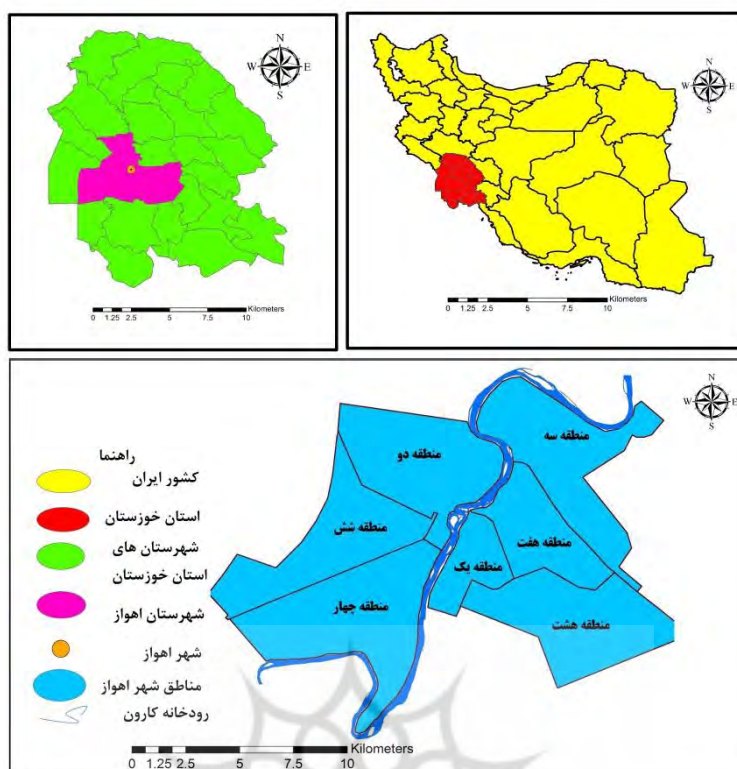 N
W E
S
Kilometers
0 1.25 2.5 5 7.5 10
N
W E
S
Kilometers
0 1.25 2.5 5 7.5 10
N
W E
S
راهنما
کشور ایران
استان خوزستان
شهرستان های
استان خوزستان
شهرستان اهواز
شهر اهواز
مناطق شهر اهواز
رودخانه کارون
منطقه سه
منطقه دو
منطقه شش
منطقه هفت
منطقه یک
منطقه چهار
منطقه هشت
Kilometers
0 1.25 2.5 5 7.5 10